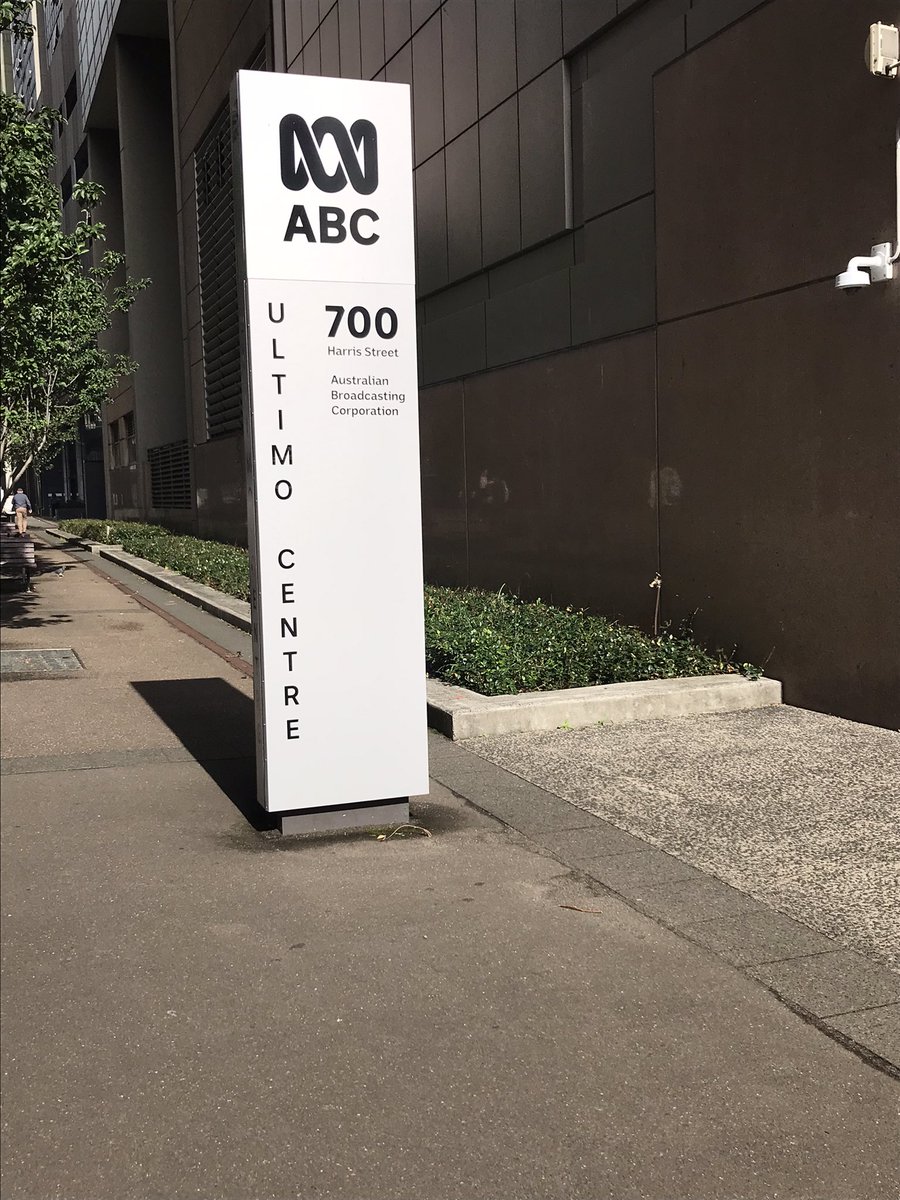 ABC
ULTIMO CENTRE
700
Harris Street
Australian
Broadcasting
Corporation